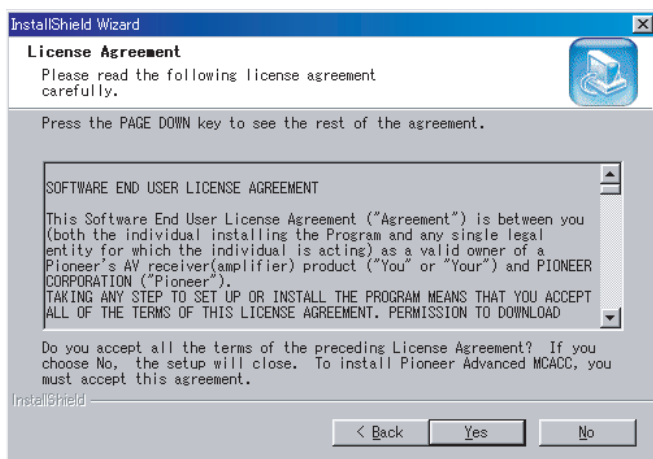 InstallShield Wizard
License Agreement
Please read the following license agreement
carefully.
Press the PAGE DOWN key to see the rest of the agreement.
SOFTWARE END USER LICENSE AGREEMENT
This Software End User License Agreement ("Agreement") is between you
(both the individual installing the Program and any single legal
entity for which the individual is acting) as a valid owner of a
Pioneer's AV receiver(amplifier) product ("You" or "Your") and PIONEER
CORPORATION ("Pioneer").
TAKING ANY STEP TO SET UP OR INSTALL THE PROGRAM MEANS THAT YOU ACCEPT
ALL OF THE TERMS OF THIS LICENSE AGREEMENT. PERMISSION TO DOWNLOAD
Do you accept all the terms of the preceding License Agreement? If you
choose No, the setup will close. To install Pioneer Advanced MCACC, you
must accept this agreement.
InstallShield
< Back Yes No